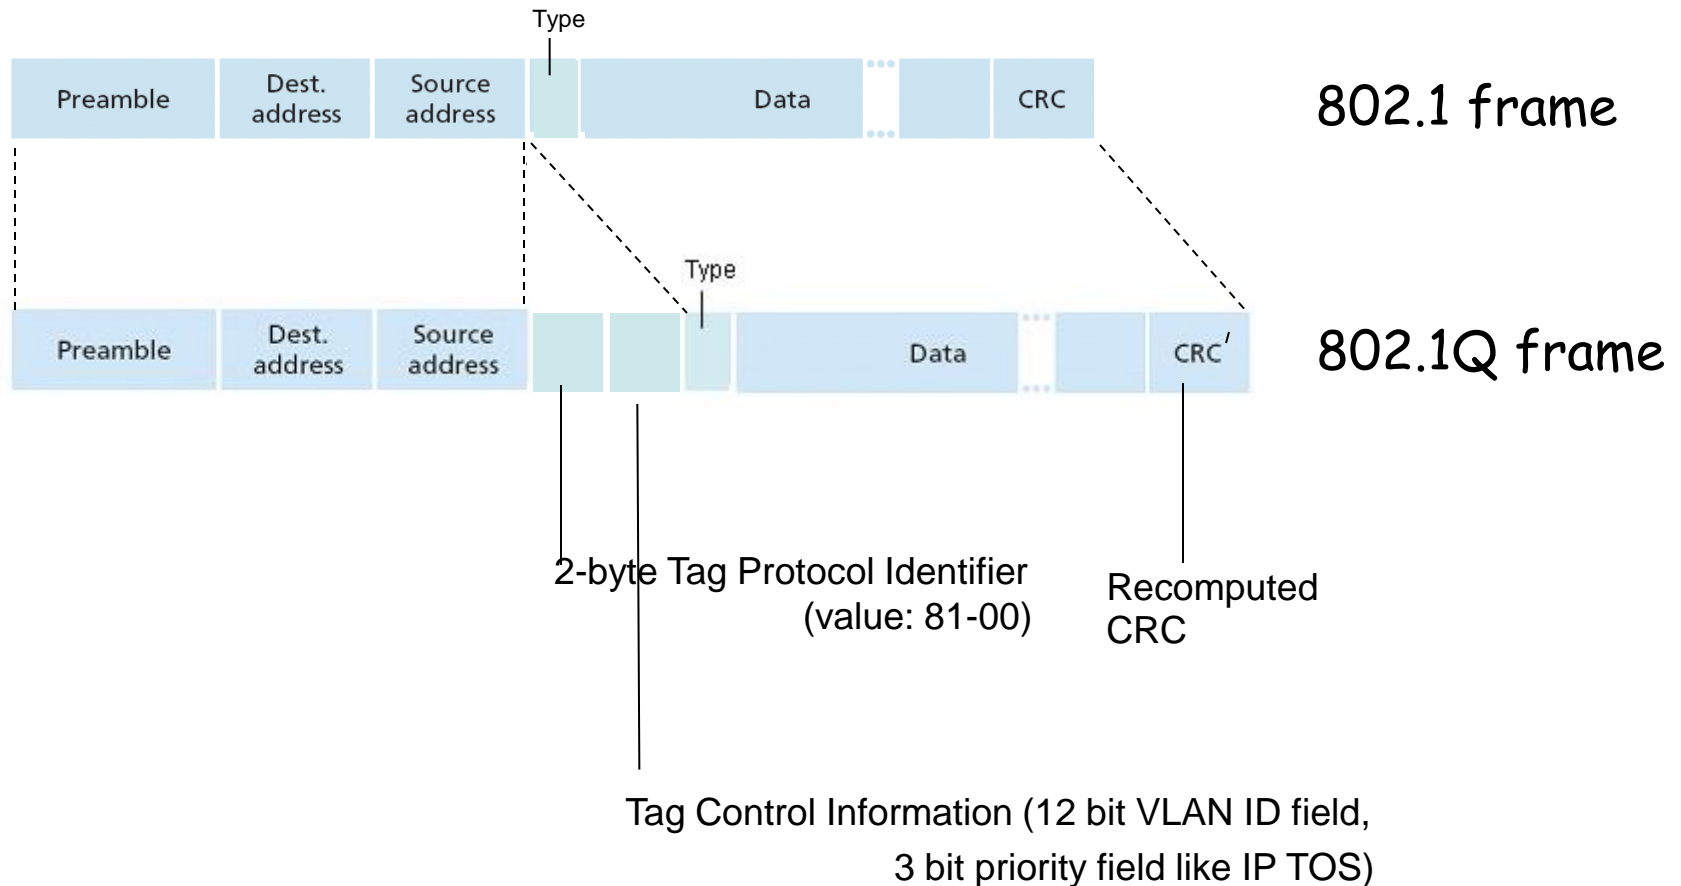 Type
Preamble
Dest.
address
Source
address
Data
CRC
802.1 frame
Type
Preamble
Dest.
address
Source
address
Data
CRC'
802.1Q frame
2-byte Tag Protocol Identifier
(value: 81-00)
Recomputed
CRC
Tag Control Information (12 bit VLAN ID field,
3 bit priority field like IP TOS)